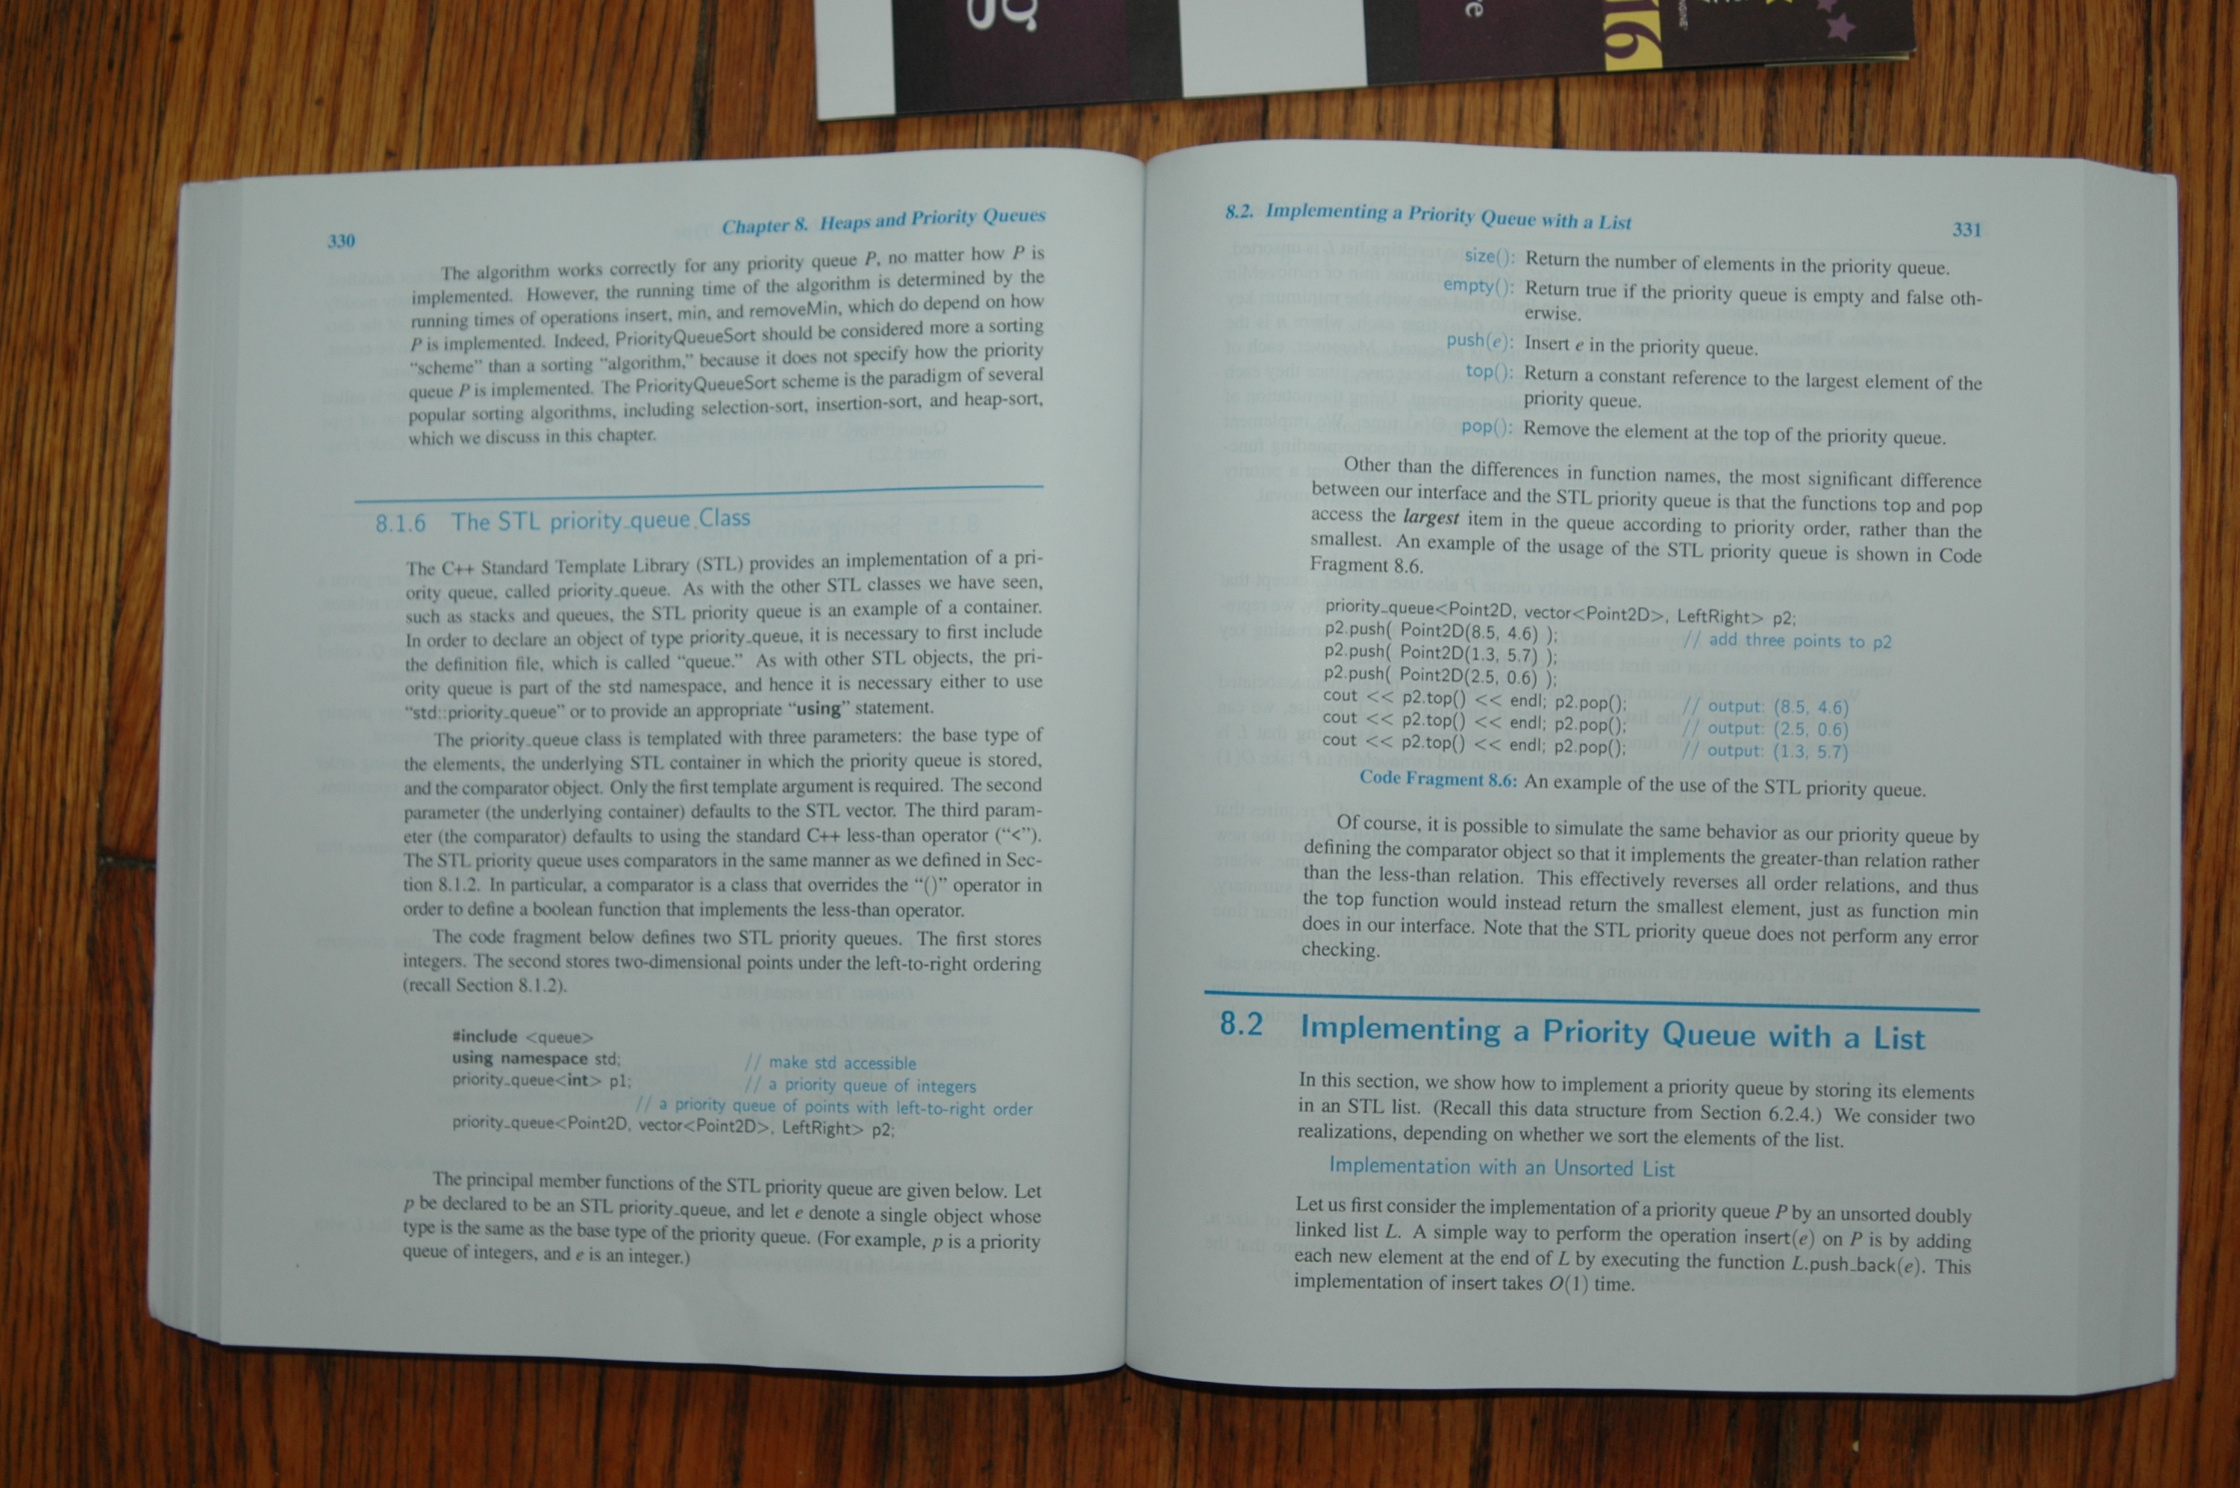 330
Chapter 8. Heaps and Priority Queues
The algorithm works correctly for any priority queue P, no matter how P is
implemented. However, the running time of the algorithm is determined by the
running times of operations insert, min, and removeMin, which do depend on how
P is implemented. Indeed, PriorityQueueSort should be considered more a sorting
"scheme" than a sorting "algorithm," because it does not specify how the priority
queue P is implemented. The PriorityQueueSort scheme is the paradigm of several
popular sorting algorithms, including selection-sort, insertion-sort, and heap-sort,
which we discuss in this chapter.
8.1.6 The STL priority_queue Class
The C++ Standard Template Library (STL) provides an implementation of a pri-
ority queue, called priority_queue. As with the other STL classes we have seen,
such as stacks and queues, the STL priority queue is an example of a container.
In order to declare an object of type priority_queue, it is necessary to first include
the definition file, which is called "queue." As with other STL objects, the pri-
ority queue is part of the std namespace, and hence it is necessary either to use
"std::priority_queue" or to provide an appropriate "using" statement.
The priority_queue class is templated with three parameters: the base type of
the elements, the underlying STL container in which the priority queue is stored,
and the comparator object. Only the first template argument is required. The second
parameter (the underlying container) defaults to the STL vector. The third param-
eter (the comparator) defaults to using the standard C++ less-than operator ("<").
The STL priority queue uses comparators in the same manner as we defined in Sec-
tion 8.1.2. In particular, a comparator is a class that overrides the "()" operator in
order to define a boolean function that implements the less-than operator.
The code fragment below defines two STL priority queues. The first stores
integers. The second stores two-dimensional points under the left-to-right ordering
(recall Section 8.1.2).
#include <queue>
using namespace std; // make std accessible
priority_queue<int> p1; // a priority queue of integers
// a priority queue of points with left-to-right order
priority_queue<Point2D, vector<Point2D>, LeftRight> p2;
The principal member functions of the STL priority queue are given below. Let
p be declared to be an STL priority_queue, and let e denote a single object whose
type is the same as the base type of the priority queue. (For example, p is a priority
queue of integers, and e is an integer.)
8.2. Implementing a Priority Queue with a List
331
size(): Return the number of elements in the priority queue.
empty(): Return true if the priority queue is empty and false oth-
erwise.
push(e): Insert e in the priority queue.
top(): Return a constant reference to the largest element of the
priority queue.
pop(): Remove the element at the top of the priority queue.
Other than the differences in function names, the most significant difference
between our interface and the STL priority queue is that the functions top and pop
access the largest item in the queue according to priority order, rather than the
smallest. An example of the usage of the STL priority queue is shown in Code
Fragment 8.6.
priority_queue<Point2D, vector<Point2D>, LeftRight> p2;
p2.push( Point2D(8.5, 4.6) ); // add three points to p2
p2.push( Point2D(1.3, 5.7) );
p2.push( Point2D(2.5, 0.6) );
cout << p2.top() << endl; p2.pop(); // output: (8.5, 4.6)
cout << p2.top() << endl; p2.pop(); // output: (2.5, 0.6)
cout << p2.top() << endl; p2.pop(); // output: (1.3, 5.7)
Code Fragment 8.6: An example of the use of the STL priority queue.
Of course, it is possible to simulate the same behavior as our priority queue by
defining the comparator object so that it implements the greater-than relation rather
than the less-than relation. This effectively reverses all order relations, and thus
the top function would instead return the smallest element, just as function min
does in our interface. Note that the STL priority queue does not perform any error
checking.
8.2 Implementing a Priority Queue with a List
In this section, we show how to implement a priority queue by storing its elements
in an STL list. (Recall this data structure from Section 6.2.4.) We consider two
realizations, depending on whether we sort the elements of the list.
Implementation with an Unsorted List
Let us first consider the implementation of a priority queue P by an unsorted doubly
linked list L. A simple way to perform the operation insert(e) on P is by adding
each new element at the end of L by executing the function L.push_back(e). This
implementation of insert takes O(1) time.